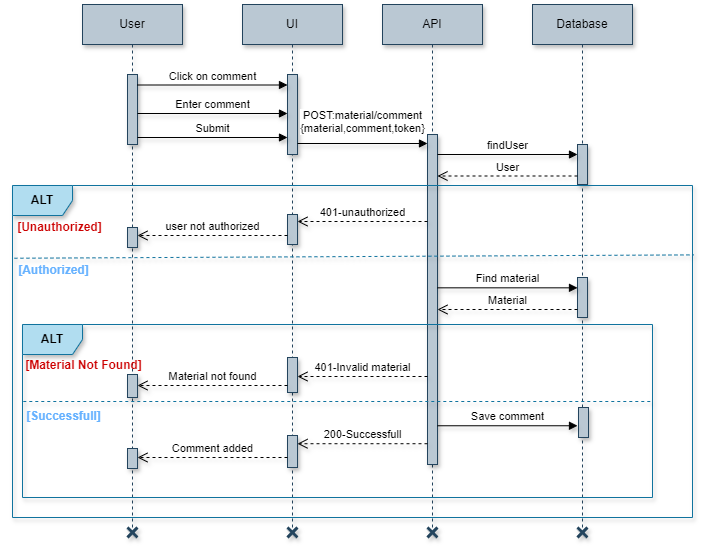 User
UI
API
Database
Click on comment
Enter comment
Submit
POST:material/comment
{material,comment,token}
findUser
User
ALT
[Unauthorized]
401-unauthorized
user not authorized
[Authorized]
Find material
Material
ALT
[Material Not Found]
401-Invalid material
Material not found
[Successfull]
Save comment
200-Successfull
Comment added